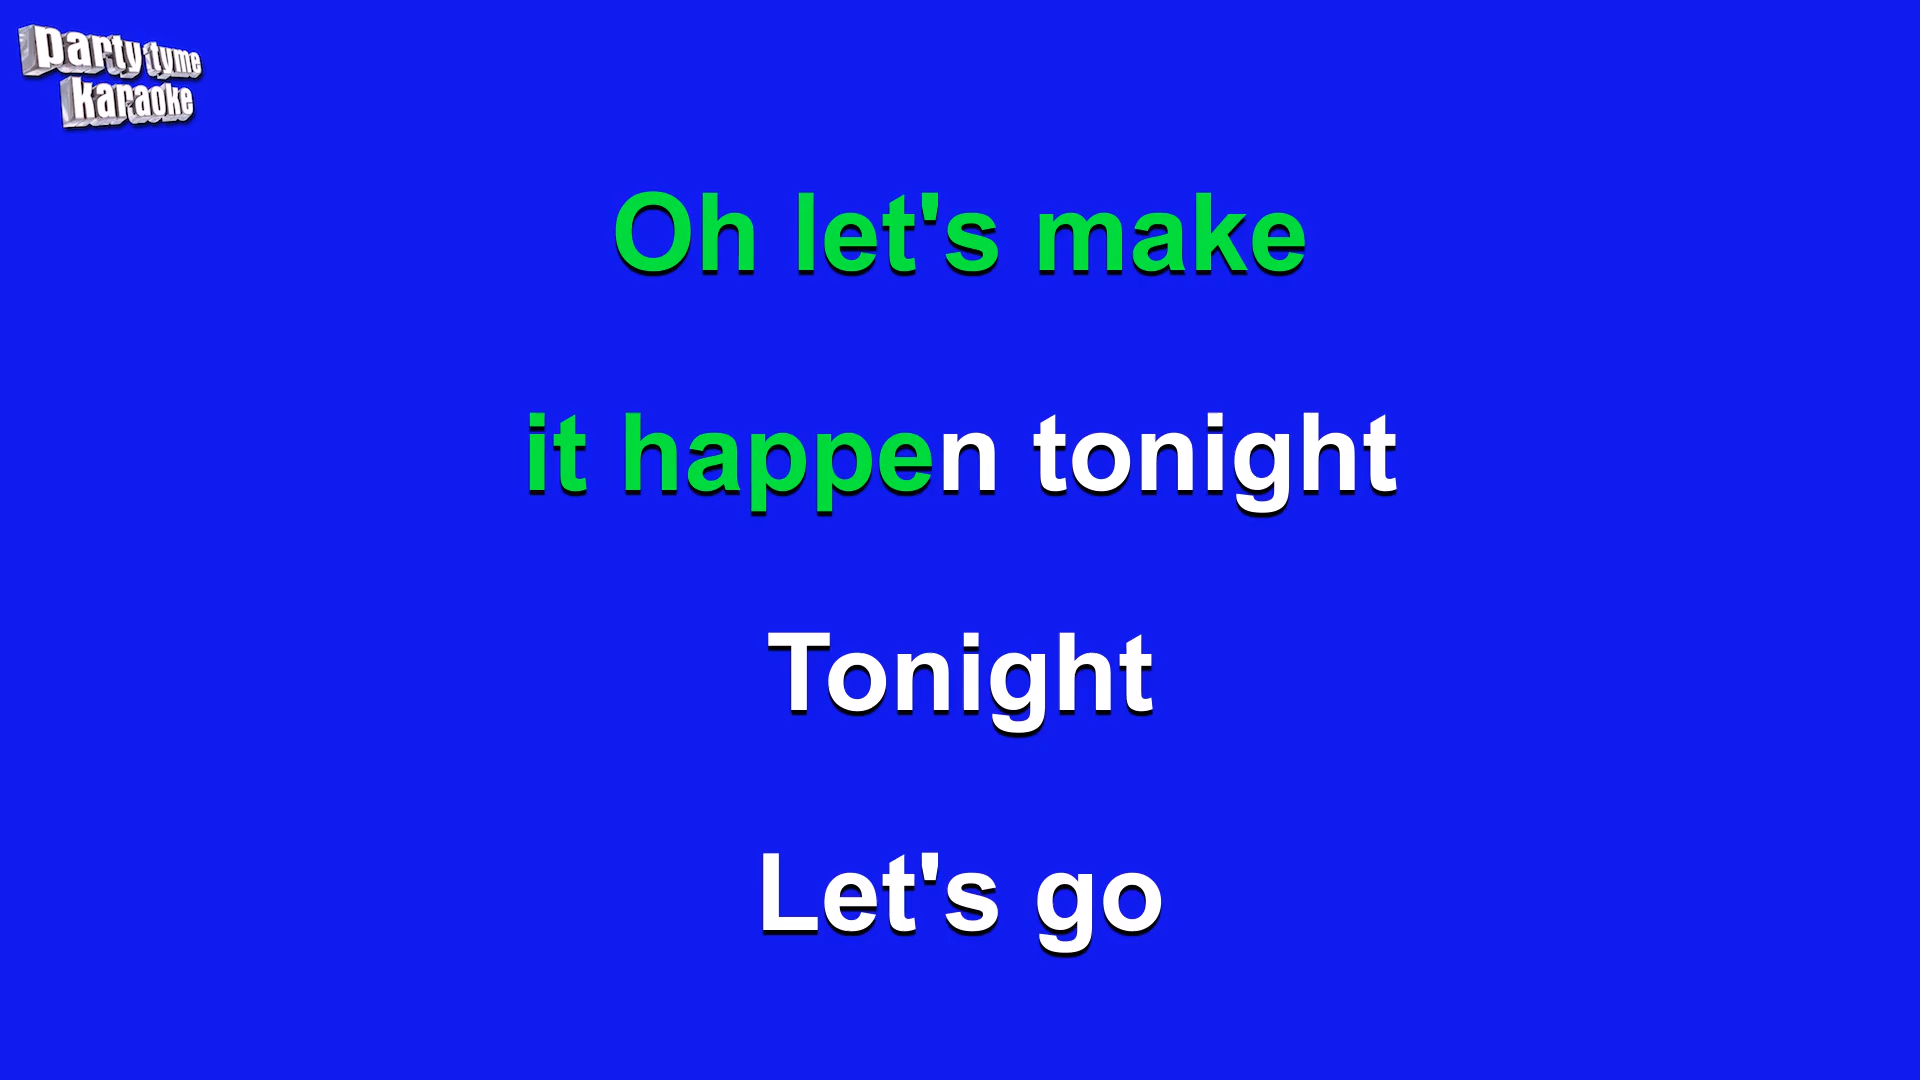 party tyme
karaoke
Oh let's make
it happen tonight
Tonight
Let's go